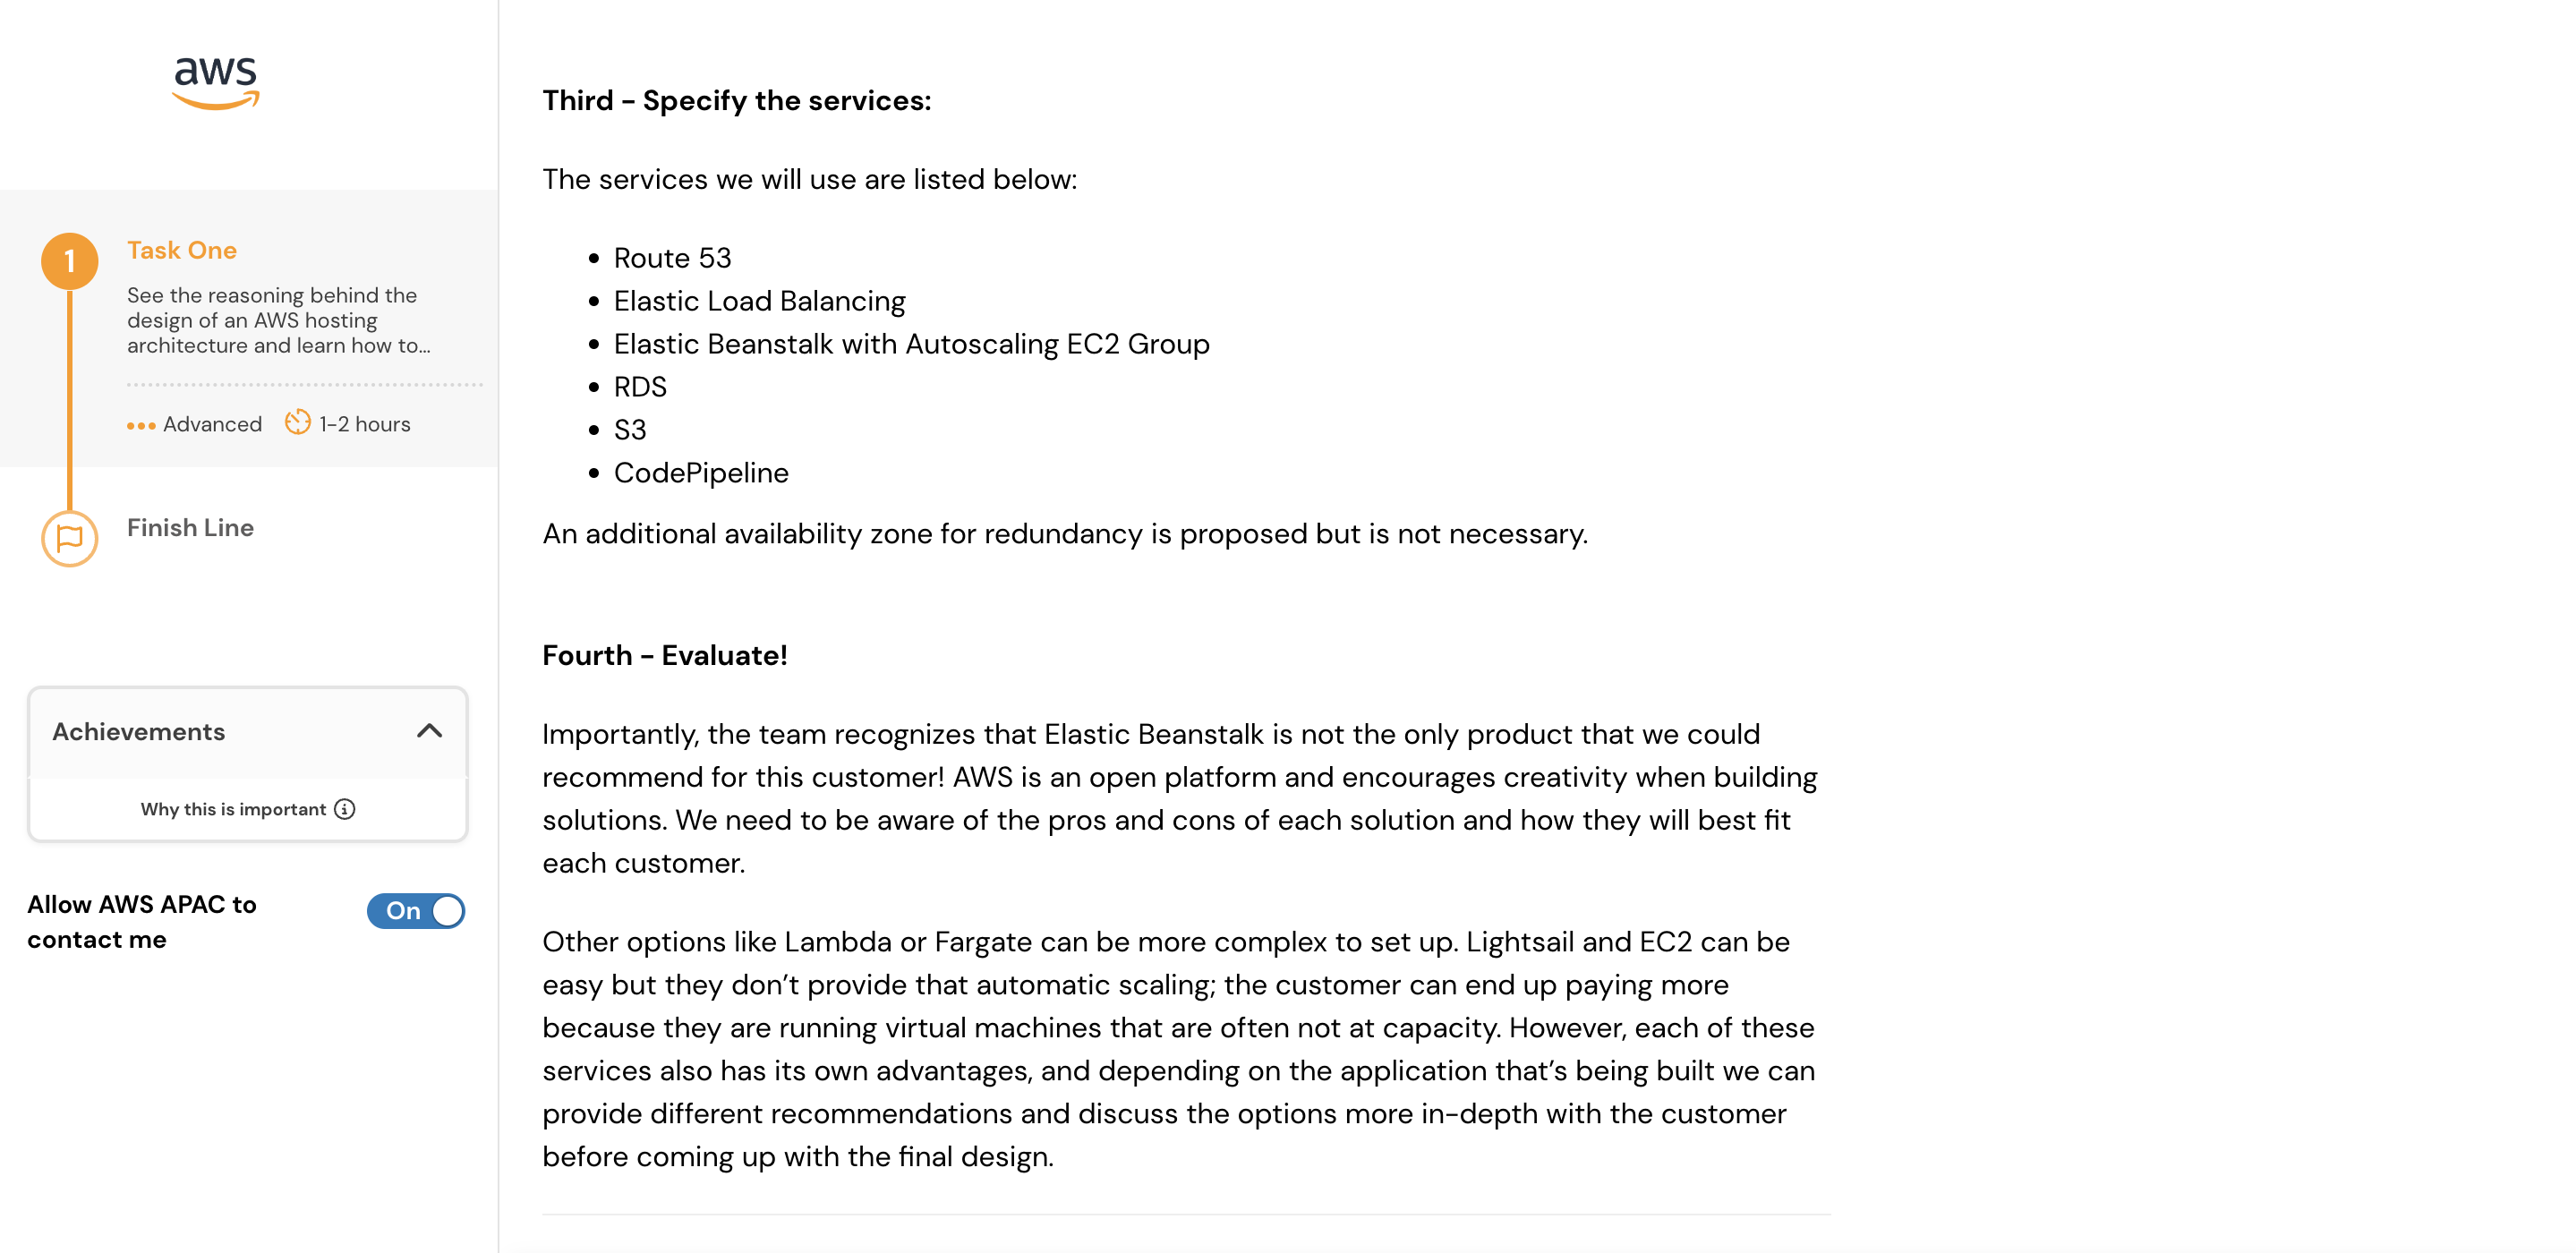 aws
1
Task One
See the reasoning behind the
design of an AWS hosting
architecture and learn how to...
Advanced
1-2 hours
Finish Line
Achievements
Why this is important
Allow AWS APAC to
contact me
On
Third - Specify the services:
The services we will use are listed below:
• Route 53
• Elastic Load Balancing
• Elastic Beanstalk with Autoscaling EC2 Group
• RDS
• S3
• CodePipeline
An additional availability zone for redundancy is proposed but is not necessary.
Fourth - Evaluate!
Importantly, the team recognizes that Elastic Beanstalk is not the only product that we could
recommend for this customer! AWS is an open platform and encourages creativity when building
solutions. We need to be aware of the pros and cons of each solution and how they will best fit
each customer.
Other options like Lambda or Fargate can be more complex to set up. Lightsail and EC2 can be
easy but they don’t provide that automatic scaling; the customer can end up paying more
because they are running virtual machines that are often not at capacity. However, each of these
services also has its own advantages, and depending on the application that’s being built we can
provide different recommendations and discuss the options more in-depth with the customer
before coming up with the final design.